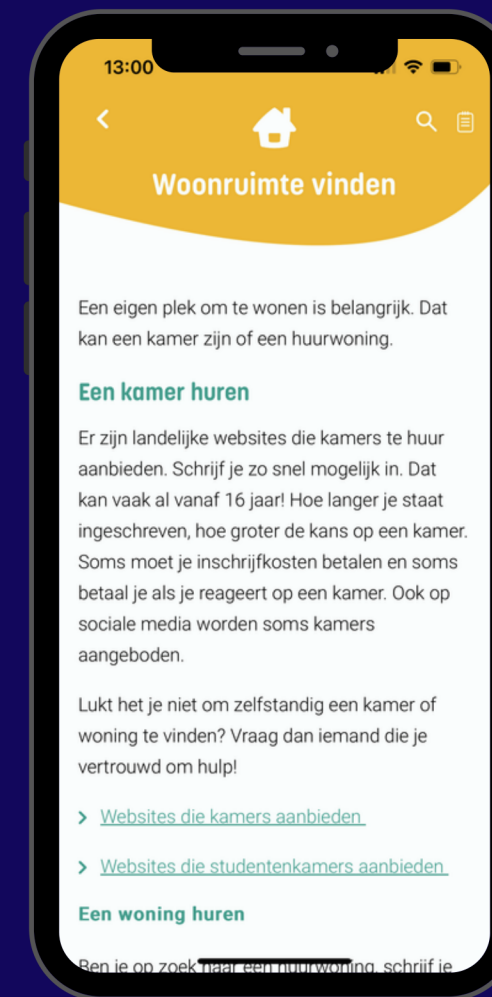 13:00
Woonruimte vinden
Een eigen plek om te wonen is belangrijk. Dat
kan een kamer zijn of een huurwoning.
Een kamer huren
Er zijn landelijke websites die kamers te huur
aanbieden. Schrijf je zo snel mogelijk in. Dat
kan vaak al vanaf 16 jaar! Hoe langer je staat
ingeschreven, hoe groter de kans op een kamer.
Soms moet je inschrijfkosten betalen en soms
betaal je als je reageert op een kamer. Ook op
sociale media worden soms kamers
aangeboden.
Lukt het je niet om zelfstandig een kamer of
woning te vinden? Vraag dan iemand die je
vertrouwd om hulp!
Websites die kamers aanbieden
Websites die studentenkamers aanbieden
Een woning huren
Ben je op zoek naar een huurwoning, schrijf je